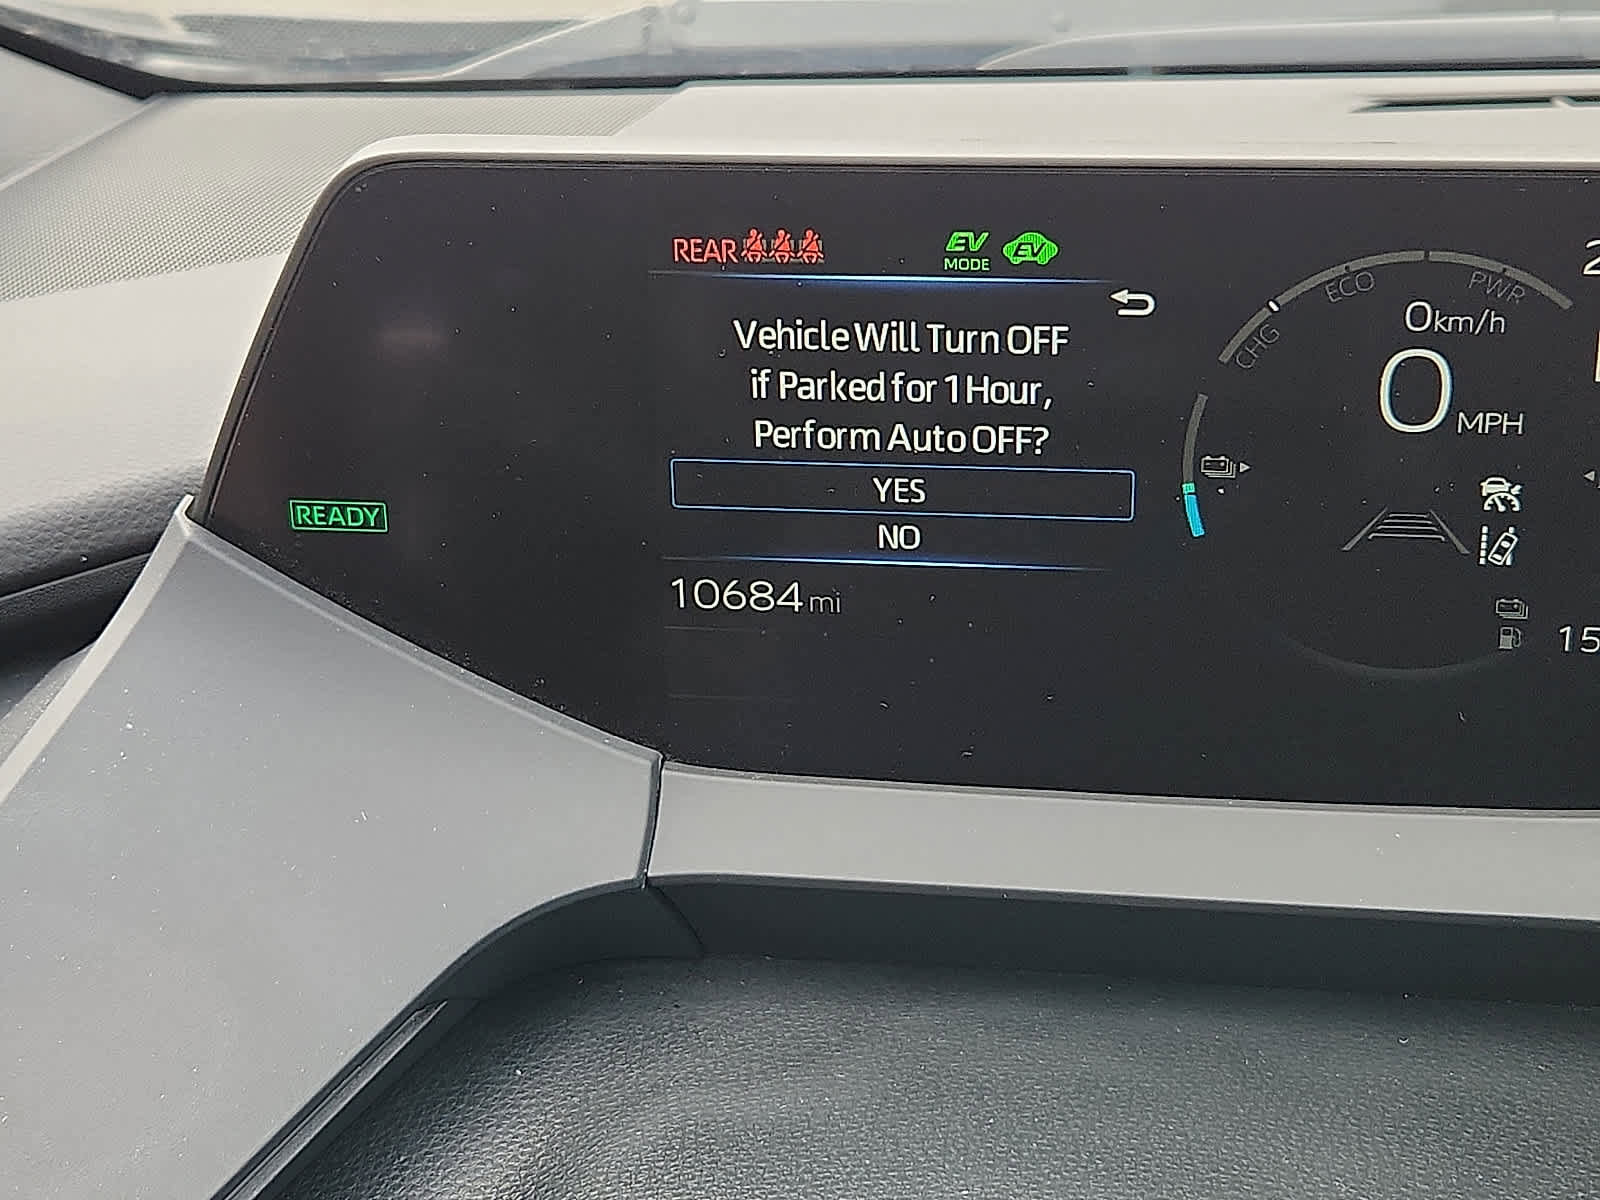 REAR
EV MODE
EV
Vehicle Will Turn OFF
if Parked for 1 Hour,
Perform Auto OFF?
YES
NO
READY
10684 mi
CHG
ECO
PWR
0 km/h
0 MPH
15